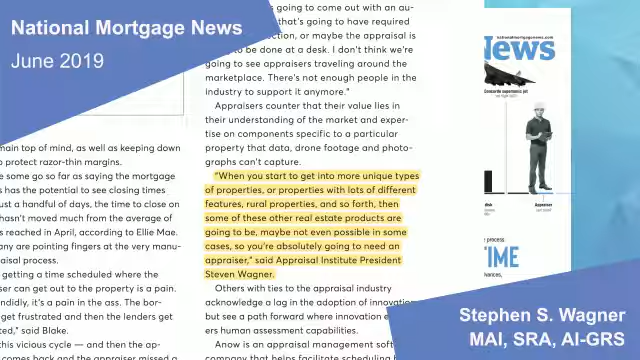 National Mortgage News
June 2019
going to come out with an au-
that's going to have required
ction, or maybe the appraisal is
to be done at a desk. I don't think we're
going to see appraisers traveling around the
marketplace. There's not enough people in the
industry to support it anymore."
Appraisers counter that their value lies in
their understanding of the market and exper-
tise on components specific to a particular
property that data, drone footage and photo-
graphs can't capture.
"When you start to get into more unique types
of properties, or properties with lots of different
features, rural properties, and so forth, then
some of these other real estate products are
going to be, maybe not even possible in some
cases, so you're absolutely going to need an
appraiser," said Appraisal Institute President
Steven Wagner.
Others with ties to the appraisal industry
acknowledge a lag in the adoption of innovation
but see a path forward where innovation
ers human assessment capabilities.
Anow is an appraisal management soft
company that helps facilitate scheduling
main top of mind, as well as keeping down
protect razor-thin margins.
e some go so far as saying the mortgage
s has the potential to see closing times
ust a handful of days, the time to close on
hasn't moved much from the average of
s reached in April, according to Ellie Mae.
any are pointing fingers at the very manu-
aisal process.
getting a time scheduled where the
ser can get out to the property is a pain.
ndidly, it's a pain in the ass. The bor-
get frustrated and then the lenders get
ted," said Blake.
this vicious cycle — and then the ap-
comes back and the appraiser missed a
nationalmortgagenews.com
News
Concorde supersonic jet
Appraiser
process
TIME
vances,
Stephen S. Wagner
MAI, SRA, AI-GRS